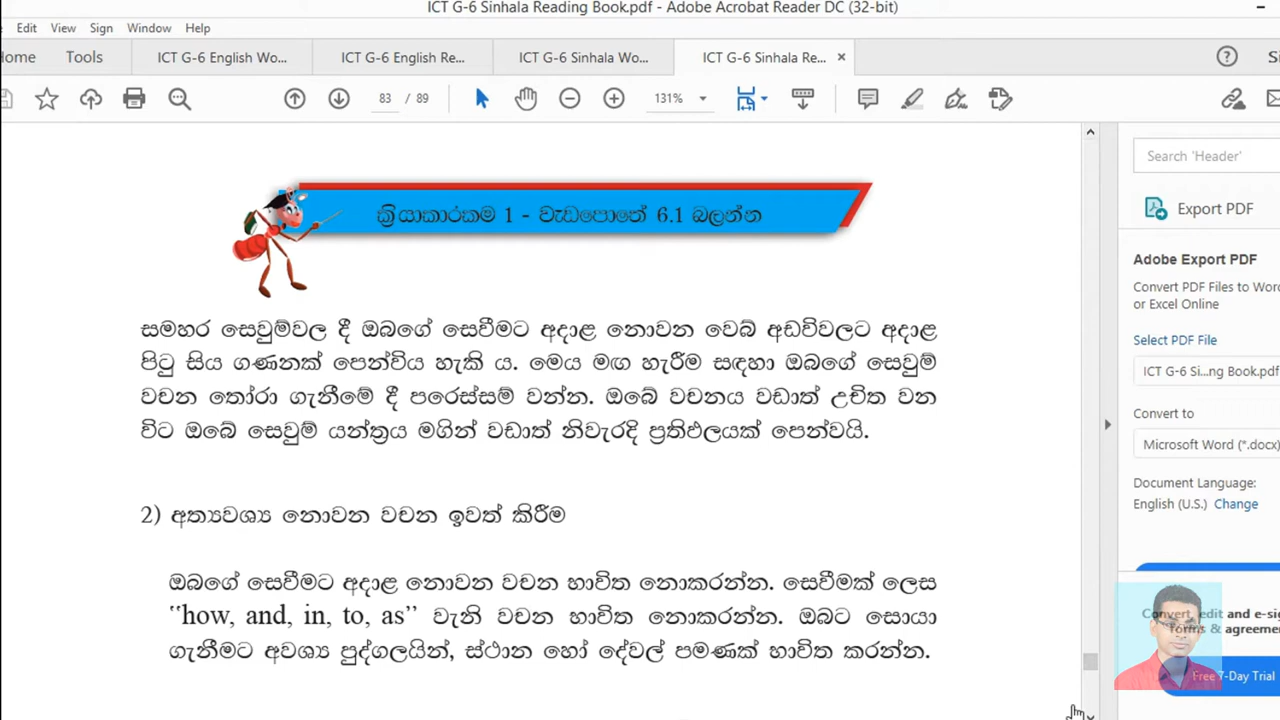 ICT G-6 Sinhala Reading Book.pdf - Adobe Acrobat Reader DC (32-bit)
Edit View Sign Window Help
Home Tools ICT G-6 English Wo... ICT G-6 English Re... ICT G-6 Sinhala Wo... ICT G-6 Sinhala Re... ×
83 / 89 131%
Search 'Header'
ක්‍රියාකාරකම 1 - වැඩපොතේ 6.1 බලන්න
Export PDF
Adobe Export PDF
Convert PDF Files to Word
or Excel Online
Select PDF File
ICT G-6 Si...ng Book.pdf
Convert to
Microsoft Word (*.docx)
Document Language:
English (U.S.) Change
සමහර සෙවුම්වල දී ඔබගේ සෙවීමට අදාළ නොවන වෙබ් අඩවිවලට අදාළ
පිටු සිය ගණනක් පෙන්විය හැකි ය. මෙය මඟ හැරීම සඳහා ඔබගේ සෙවුම්
වචන තෝරා ගැනීමේ දී පරෙස්සම් වන්න. ඔබේ වචනය වඩාත් උචිත වන
විට ඔබේ සෙවුම් යන්ත්‍රය මගින් වඩාත් නිවැරදි ප්‍රතිඵලයක් පෙන්වයි.
2) අත්‍යවශ්‍ය නොවන වචන ඉවත් කිරීම
ඔබගේ සෙවීමට අදාළ නොවන වචන භාවිත නොකරන්න. සෙවීමක් ලෙස
‘‘how, and, in, to, as’’ වැනි වචන භාවිත නොකරන්න. ඔබට සොයා
ගැනීමට අවශ්‍ය පුද්ගලයින්, ස්ථාන හෝ දේවල් පමණක් භාවිත කරන්න.
Convert, edit and e-sign
forms & agreeme
Free 7-Day Trial